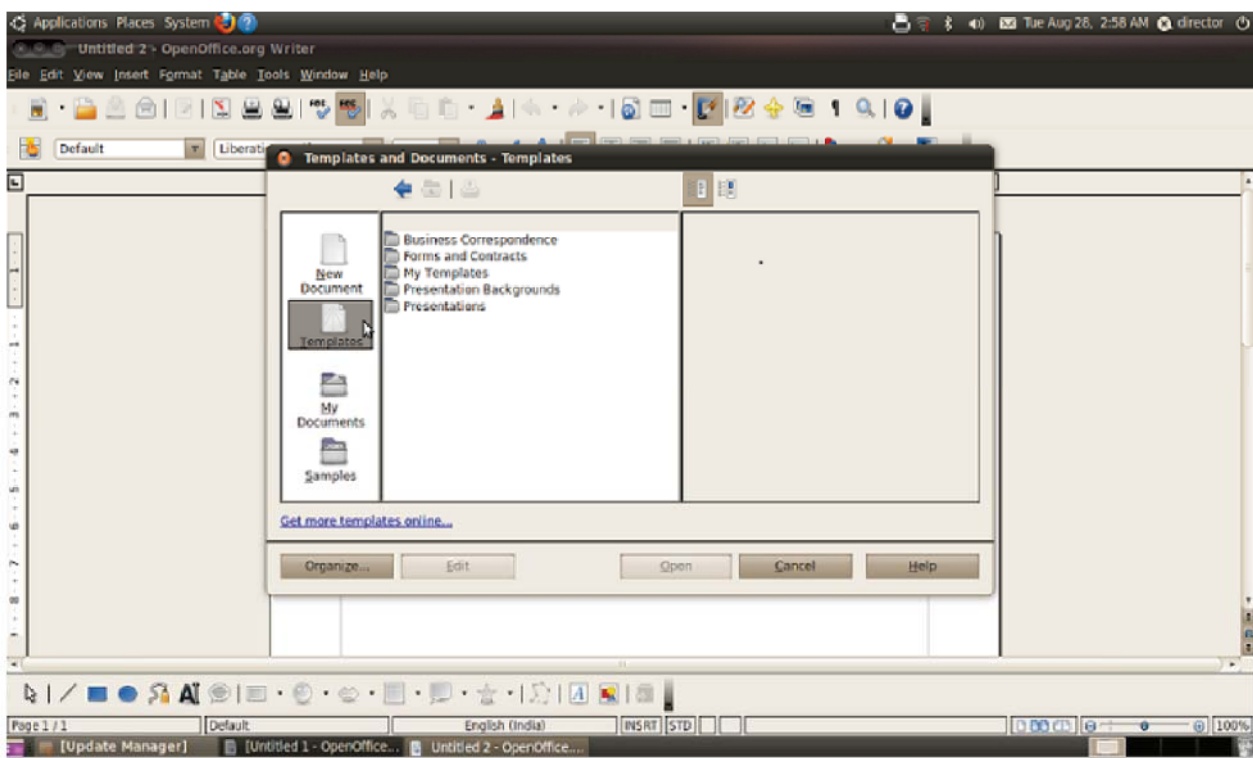 Applications Places System
Tue Aug 28, 2:58 AM director
Untitled 2 - OpenOffice.org Writer
File Edit View Insert Format Table Tools Window Help
Default
Templates and Documents - Templates
New
Document
Templates
My
Documents
Samples
Business Correspondence
Forms and Contracts
My Templates
Presentation Backgrounds
Presentations
Get more templates online...
Organize... Edit Open Cancel Help
Page 1 / 1 Default English (India) INSRT STD 100%
[Update Manager] [Untitled 1 - OpenOffice... Untitled 2 - OpenOffice....